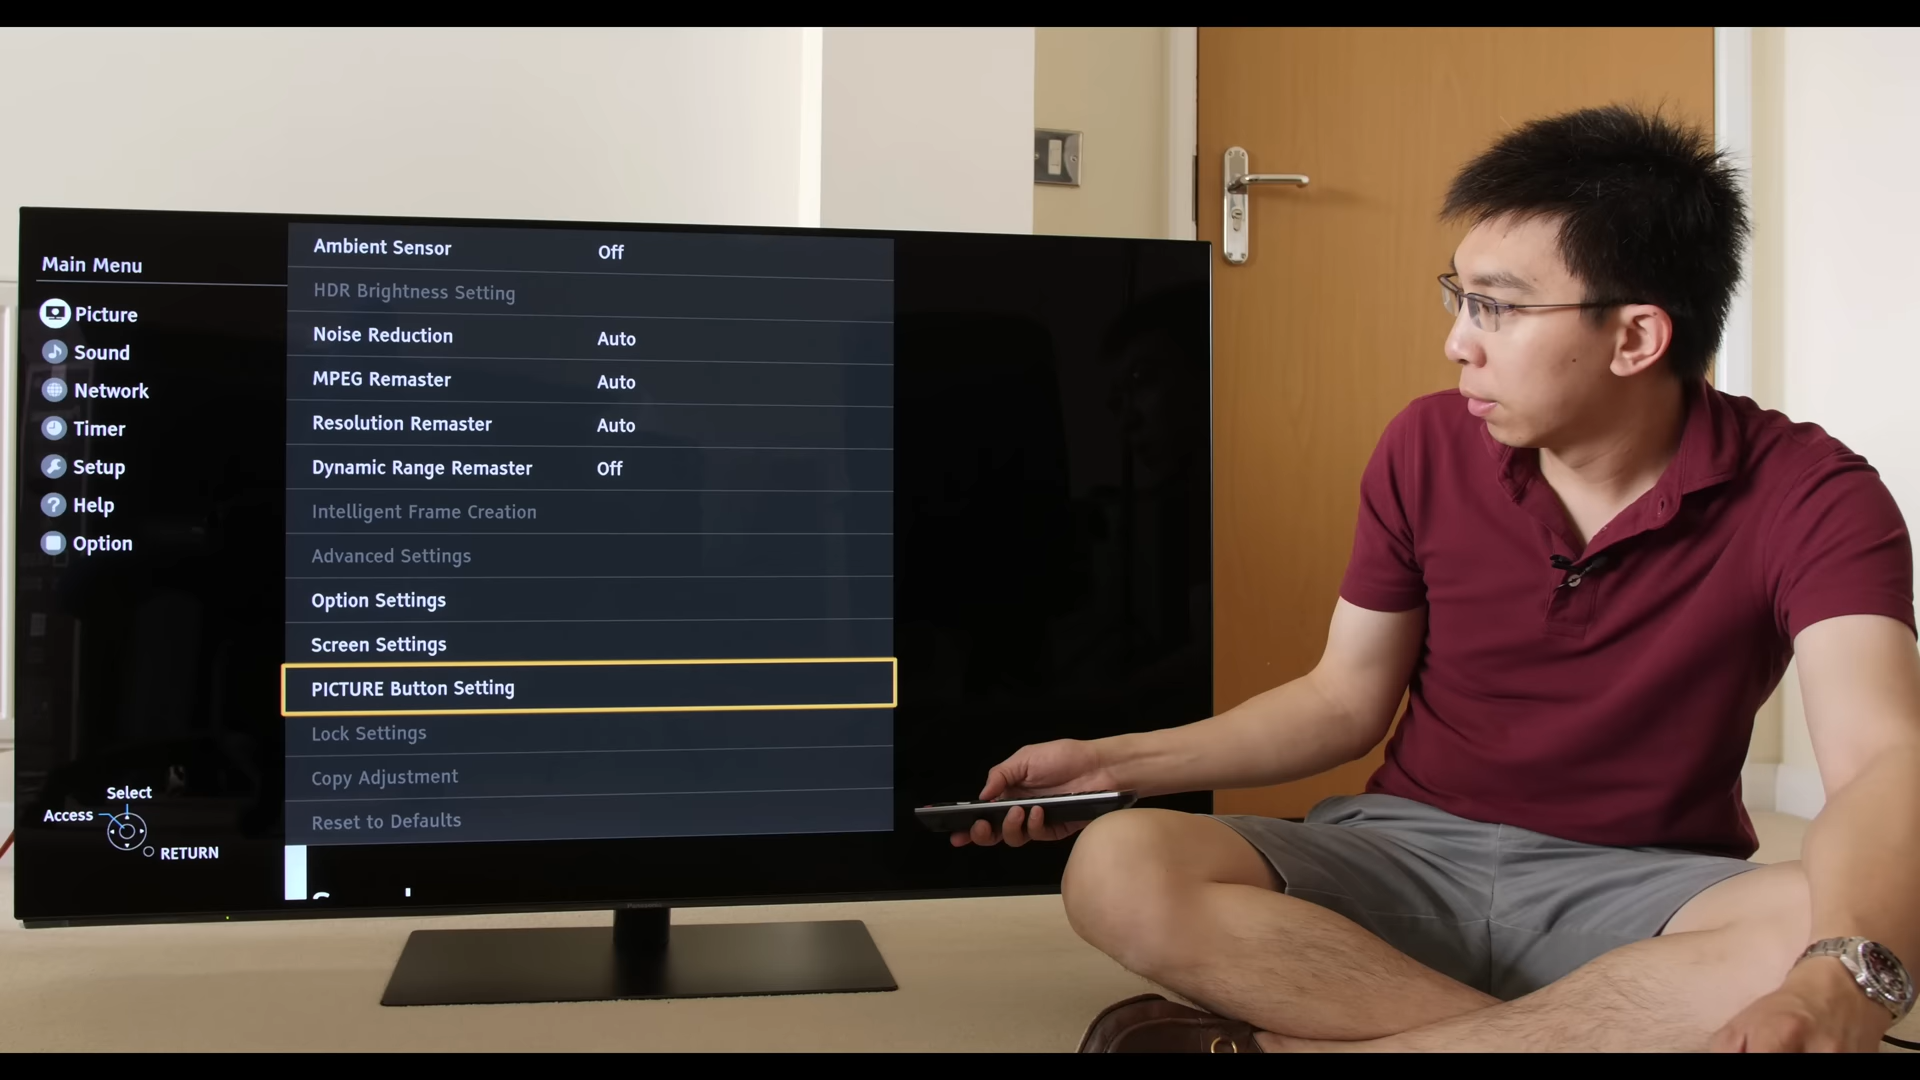 Main Menu
Picture
Sound
Network
Timer
Setup
Help
Option
Select
Access
RETURN
Ambient Sensor Off
HDR Brightness Setting
Noise Reduction Auto
MPEG Remaster Auto
Resolution Remaster Auto
Dynamic Range Remaster Off
Intelligent Frame Creation
Advanced Settings
Option Settings
Screen Settings
PICTURE Button Setting
Lock Settings
Copy Adjustment
Reset to Defaults